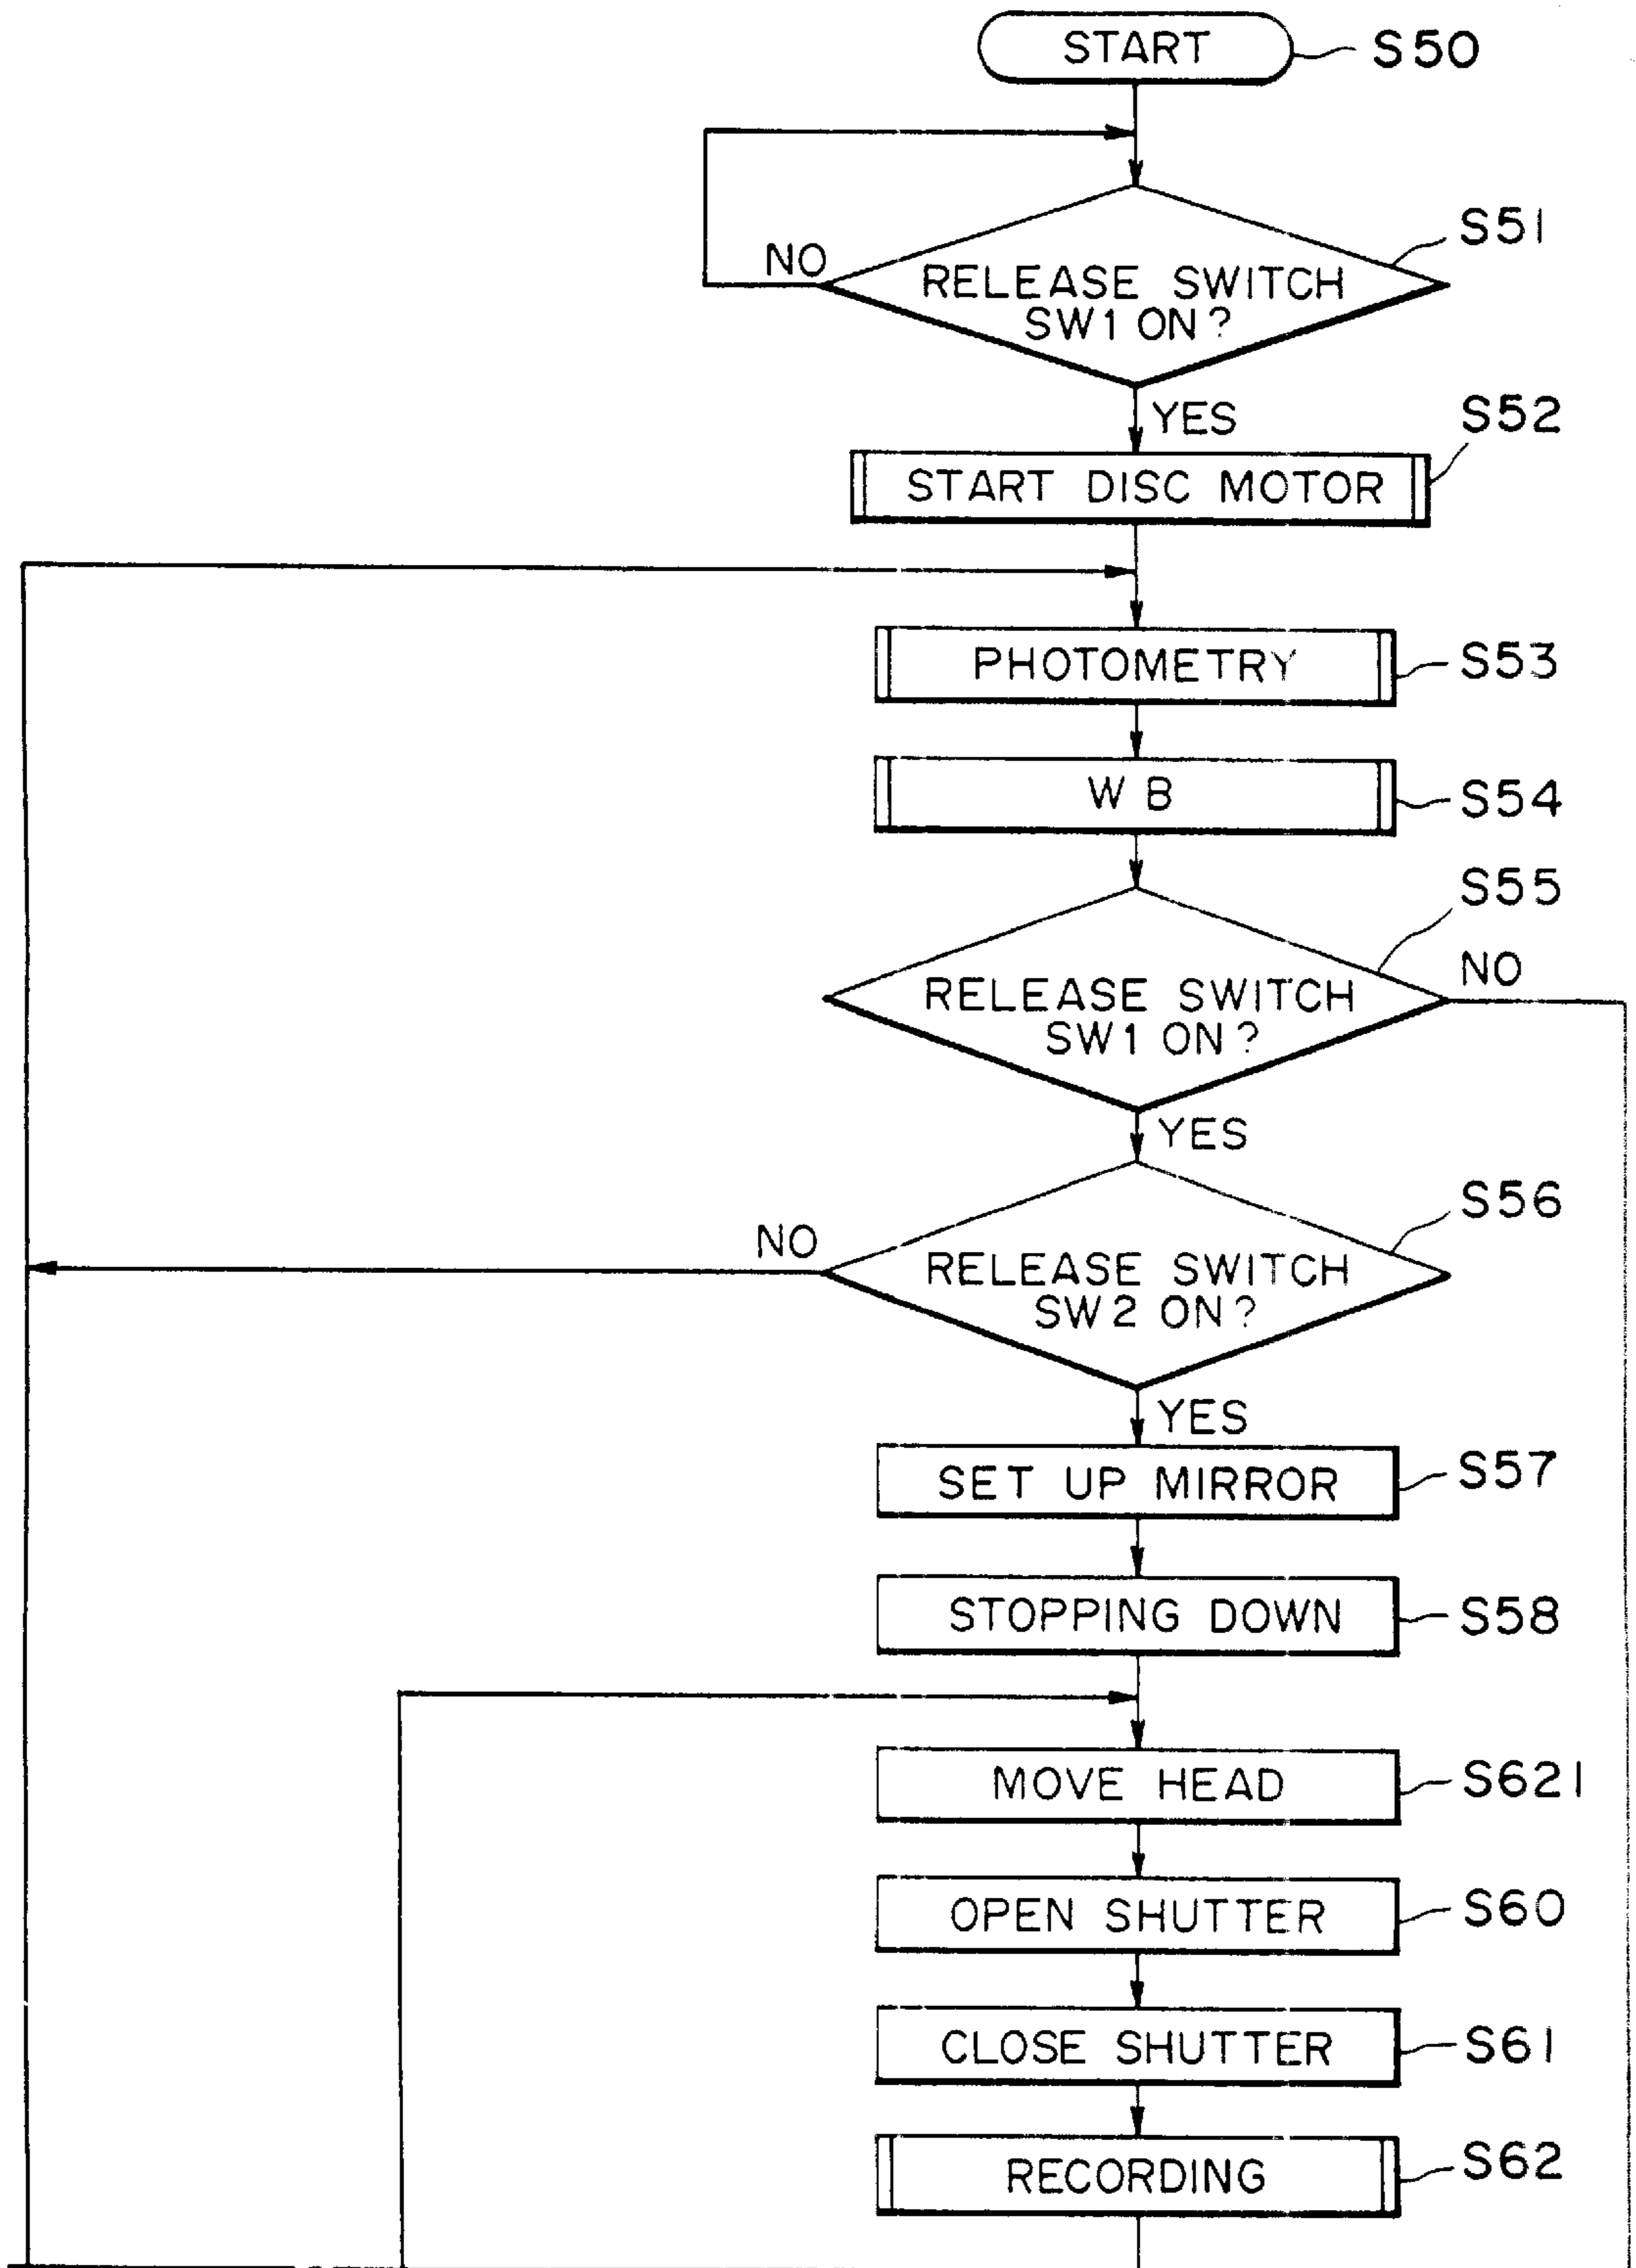 START
S50
NO
RELEASE SWITCH
SW1 ON?
S51
YES
S52
START DISC MOTOR
PHOTOMETRY
S53
WB
S54
S55
NO
RELEASE SWITCH
SW1 ON?
YES
S56
NO
RELEASE SWITCH
SW2 ON?
YES
SET UP MIRROR
S57
STOPPING DOWN
S58
MOVE HEAD
S621
OPEN SHUTTER
S60
CLOSE SHUTTER
S61
RECORDING
S62